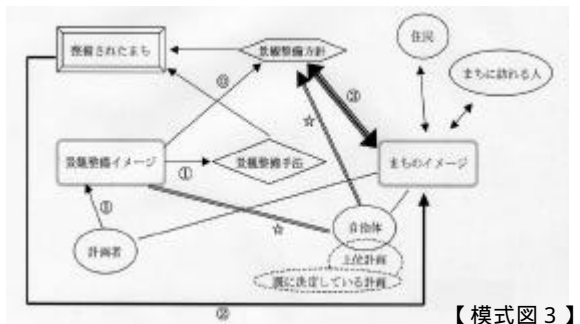 住民
整備されたまち
景観整備方針
まちに訪れる人
③
③
☆
景観整備イメージ
①
景観整備手法
まちのイメージ
①
☆
自治体
計画者
上位計画
既に決定している計画
②
【模式図3】